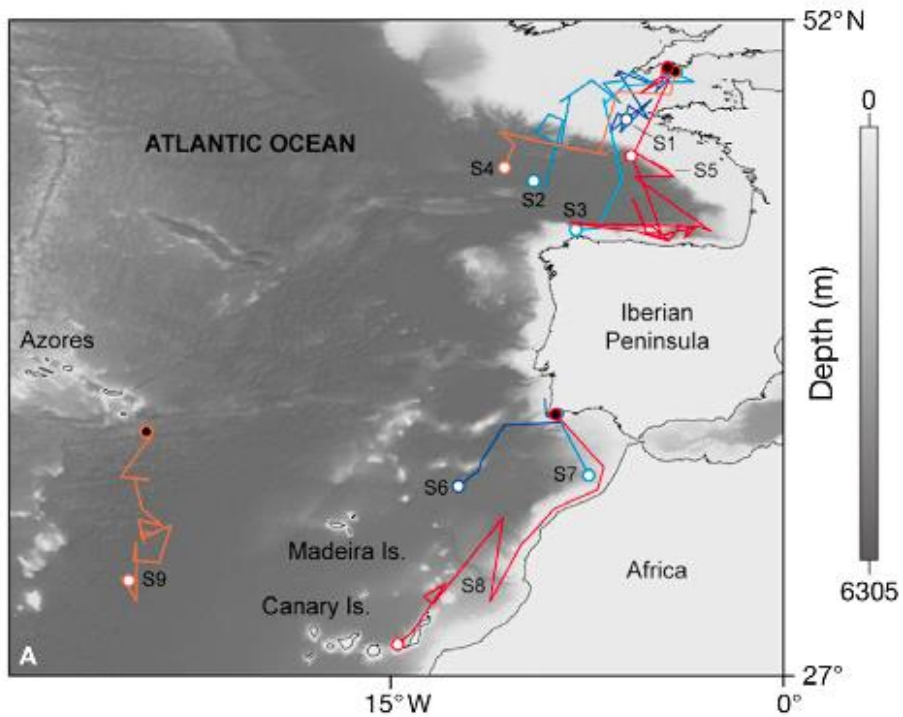 52°N
0
ATLANTIC OCEAN
S1
S4
S5
S2
S3
Depth (m)
Iberian
Peninsula
Azores
S6
S7
Madeira Is.
S8
S9
Africa
Canary Is.
6305
A
27°
15°W
0°